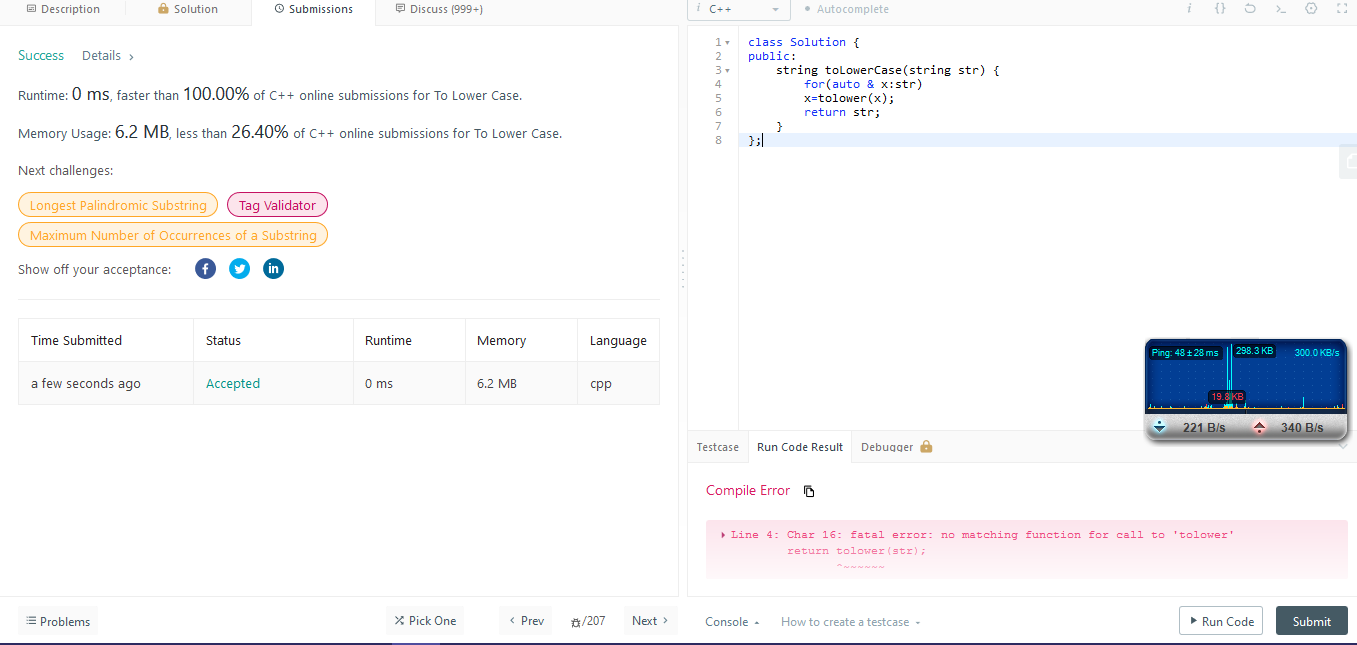 Description
Solution
Submissions
Discuss (999+)
Success Details ›
Runtime: 0 ms, faster than 100.00% of C++ online submissions for To Lower Case.
Memory Usage: 6.2 MB, less than 26.40% of C++ online submissions for To Lower Case.
Next challenges:
Longest Palindromic Substring
Tag Validator
Maximum Number of Occurrences of a Substring
Show off your acceptance:
Time Submitted Status Runtime Memory Language
a few seconds ago Accepted 0 ms 6.2 MB cpp
Problems
Pick One
‹ Prev
/207
Next ›
i C++
Autocomplete
1 class Solution {
2 public:
3     string toLowerCase(string str) {
4         for(auto & x:str)
5         x=tolower(x);
6         return str;
7     }
8 };
Ping: 48 ± 28 ms 298.3 KB 300.0 KB/s
19.8 KB
221 B/s 340 B/s
Testcase
Run Code Result
Debugger
Compile Error
Line 4: Char 16: fatal error: no matching function for call to 'tolower'
return tolower(str);
^~~~~~~
Console
How to create a testcase
Run Code
Submit